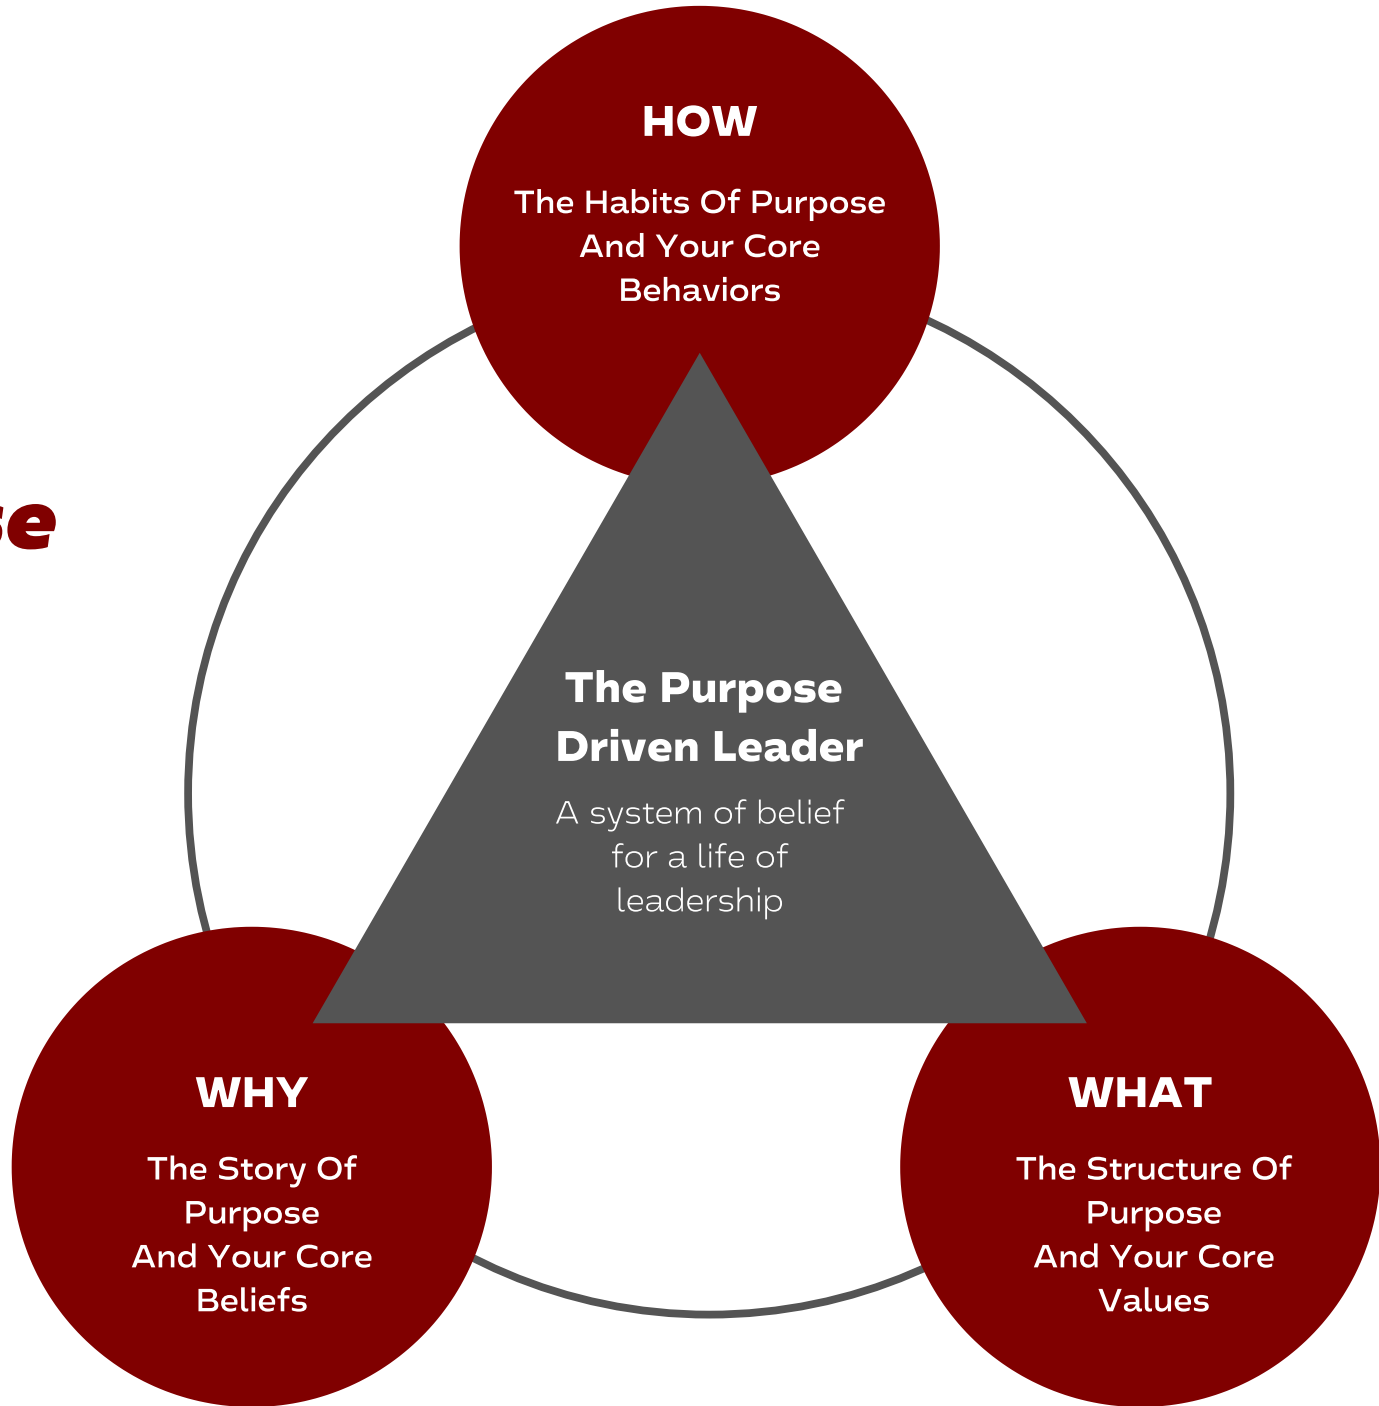 HOW
The Habits Of Purpose
And Your Core
Behaviors
The Purpose
Driven Leader
A system of belief
for a life of
leadership
WHY
The Story Of
Purpose
And Your Core
Beliefs
WHAT
The Structure Of
Purpose
And Your Core
Values